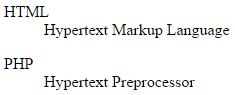 HTML
Hypertext Markup Language
PHP
Hypertext Preprocessor